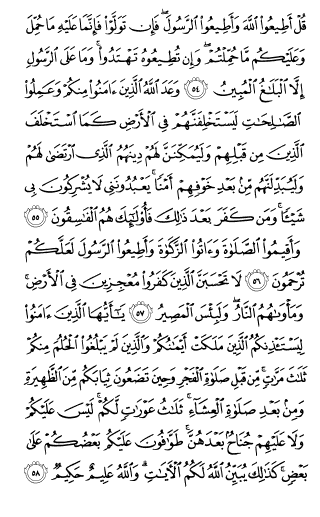 قُلْ أَطِيعُوا۟ ٱللَّهَ وَأَطِيعُوا۟ ٱلرَّسُولَ ۖ فَإِن تَوَلَّوْا۟ فَإِنَّمَا عَلَيْهِ مَا حُمِّلَ
وَعَلَيْكُم مَّا حُمِّلْتُمْ ۖ وَإِن تُطِيعُوهُ تَهْتَدُوا۟ ۚ وَمَا عَلَى ٱلرَّسُولِ
إِلَّا ٱلْبَلَٰغُ ٱلْمُبِينُ ٥٤ وَعَدَ ٱللَّهُ ٱلَّذِينَ ءَامَنُوا۟ مِنكُمْ وَعَمِلُوا۟
ٱلصَّٰلِحَٰتِ لَيَسْتَخْلِفَنَّهُمْ فِى ٱلْأَرْضِ كَمَا ٱسْتَخْلَفَ
ٱلَّذِينَ مِن قَبْلِهِمْ وَلَيُمَكِّنَنَّ لَهُمْ دِينَهُمُ ٱلَّذِى ٱرْتَضَىٰ لَهُمْ
وَلَيُبَدِّلَنَّهُم مِّنۢ بَعْدِ خَوْفِهِمْ أَمْنًا ۚ يَعْبُدُونَنِى لَا يُشْرِكُونَ بِى
شَيْـًٔا ۚ وَمَن كَفَرَ بَعْدَ ذَٰلِكَ فَأُو۟لَٰٓئِكَ هُمُ ٱلْفَٰسِقُونَ ٥٥
وَأَقِيمُوا۟ ٱلصَّلَوٰةَ وَءَاتُوا۟ ٱلزَّكَوٰةَ وَأَطِيعُوا۟ ٱلرَّسُولَ لَعَلَّكُمْ
تُرْحَمُونَ ٥٦ لَا تَحْسَبَنَّ ٱلَّذِينَ كَفَرُوا۟ مُعْجِزِينَ فِى ٱلْأَرْضِ ۚ
وَمَأْوَىٰهُمُ ٱلنَّارُ ۖ وَلَبِئْسَ ٱلْمَصِيرُ ٥٧ يَٰٓأَيُّهَا ٱلَّذِينَ ءَامَنُوا۟
لِيَسْتَـْٔذِنكُمُ ٱلَّذِينَ مَلَكَتْ أَيْمَٰنُكُمْ وَٱلَّذِينَ لَمْ يَبْلُغُوا۟ ٱلْحُلُمَ مِنكُمْ
ثَلَٰثَ مَرَّٰتٍ ۚ مِّن قَبْلِ صَلَوٰةِ ٱلْفَجْرِ وَحِينَ تَضَعُونَ ثِيَابَكُم مِّنَ ٱلظَّهِيرَةِ
وَمِنۢ بَعْدِ صَلَوٰةِ ٱلْعِشَآءِ ۚ ثَلَٰثُ عَوْرَٰتٍ لَّكُمْ ۚ لَيْسَ عَلَيْكُمْ
وَلَا عَلَيْهِمْ جُنَاحٌۢ بَعْدَهُنَّ ۚ طَوَّٰفُونَ عَلَيْكُم بَعْضُكُمْ عَلَىٰ
بَعْضٍ ۚ كَذَٰلِكَ يُبَيِّنُ ٱللَّهُ لَكُمُ ٱلْءَايَٰتِ ۗ وَٱللَّهُ عَلِيمٌ حَكِيمٌ ٥٨